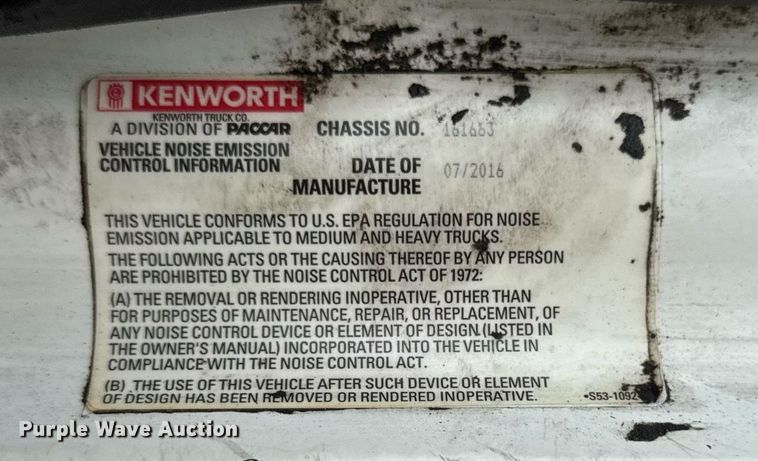 KENWORTH
KENWORTH TRUCK CO.
A DIVISION OF PACCAR
CHASSIS NO. 161683
VEHICLE NOISE EMISSION
CONTROL INFORMATION
DATE OF
MANUFACTURE
07/2016
THIS VEHICLE CONFORMS TO U.S. EPA REGULATION FOR NOISE
EMISSION APPLICABLE TO MEDIUM AND HEAVY TRUCKS.
THE FOLLOWING ACTS OR THE CAUSING THEREOF BY ANY PERSON
ARE PROHIBITED BY THE NOISE CONTROL ACT OF 1972:
(A) THE REMOVAL OR RENDERING INOPERATIVE, OTHER THAN
FOR PURPOSES OF MAINTENANCE, REPAIR, OR REPLACEMENT, OF
ANY NOISE CONTROL DEVICE OR ELEMENT OF DESIGN (LISTED IN
THE OWNER'S MANUAL) INCORPORATED INTO THE VEHICLE IN
COMPLIANCE WITH THE NOISE CONTROL ACT.
(B) THE USE OF THIS VEHICLE AFTER SUCH DEVICE OR ELEMENT
OF DESIGN HAS BEEN REMOVED OR RENDERED INOPERATIVE.
•S53-1092
Purple Wave Auction